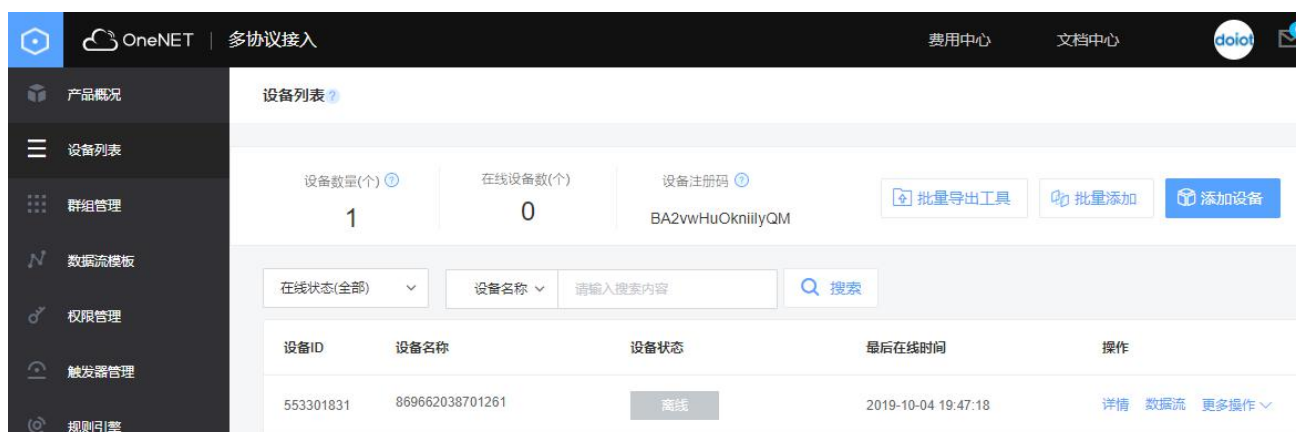 OneNET | 多协议接入 费用中心 文档中心 doiot
产品概况
设备列表
设备列表 ?
群组管理
设备数量(个) ? 在线设备数(个) 设备注册码 ?
1 0 BA2vwHuOkniilyQM
批量导出工具 批量添加 添加设备
数据流模板
在线状态(全部) 设备名称 请输入搜索内容 搜索
权限管理
设备ID 设备名称 设备状态 最后在线时间 操作
触发器管理
553301831 869662038701261 离线 2019-10-04 19:47:18 详情 数据流 更多操作
规则引擎